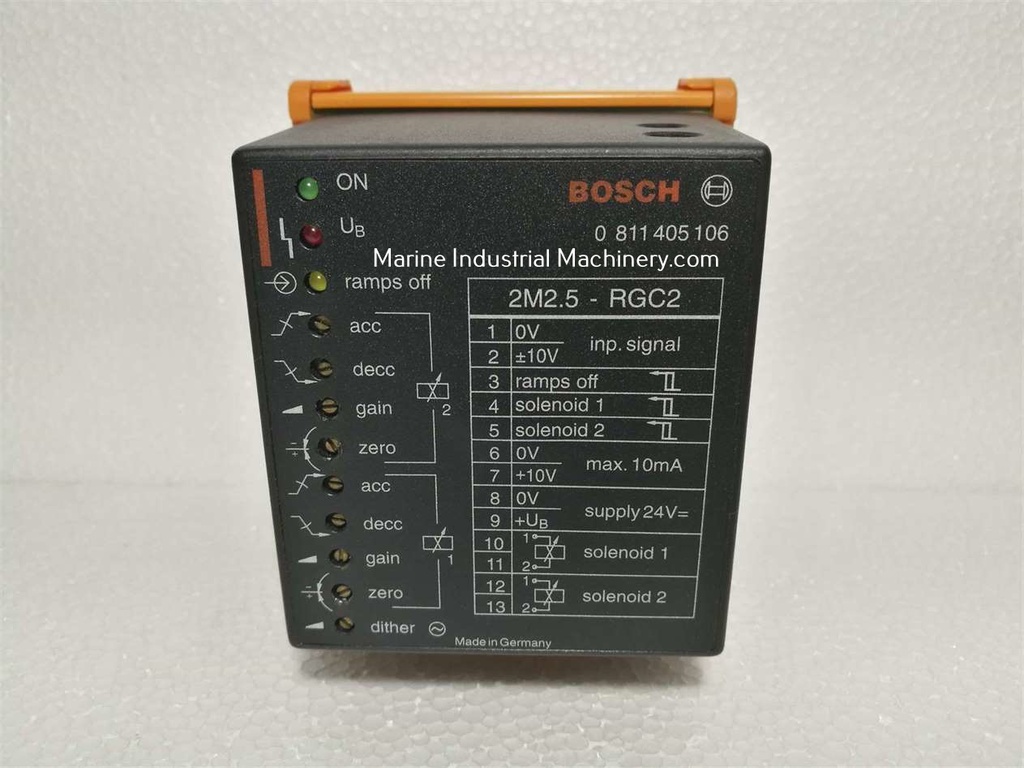 ON
BOSCH
U_B
0 811 405 106
Marine Industrial Machinery.com
ramps off
2M2.5 - RGC2
acc
decc
gain
zero
2
acc
decc
gain
zero
1
dither
1 0V inp. signal
2 ±10V
3 ramps off
4 solenoid 1
5 solenoid 2
6 0V max. 10mA
7 +10V
8 0V supply 24V=
9 +U_B
10 1 solenoid 1
11 2
12 1 solenoid 2
13 2
Made in Germany